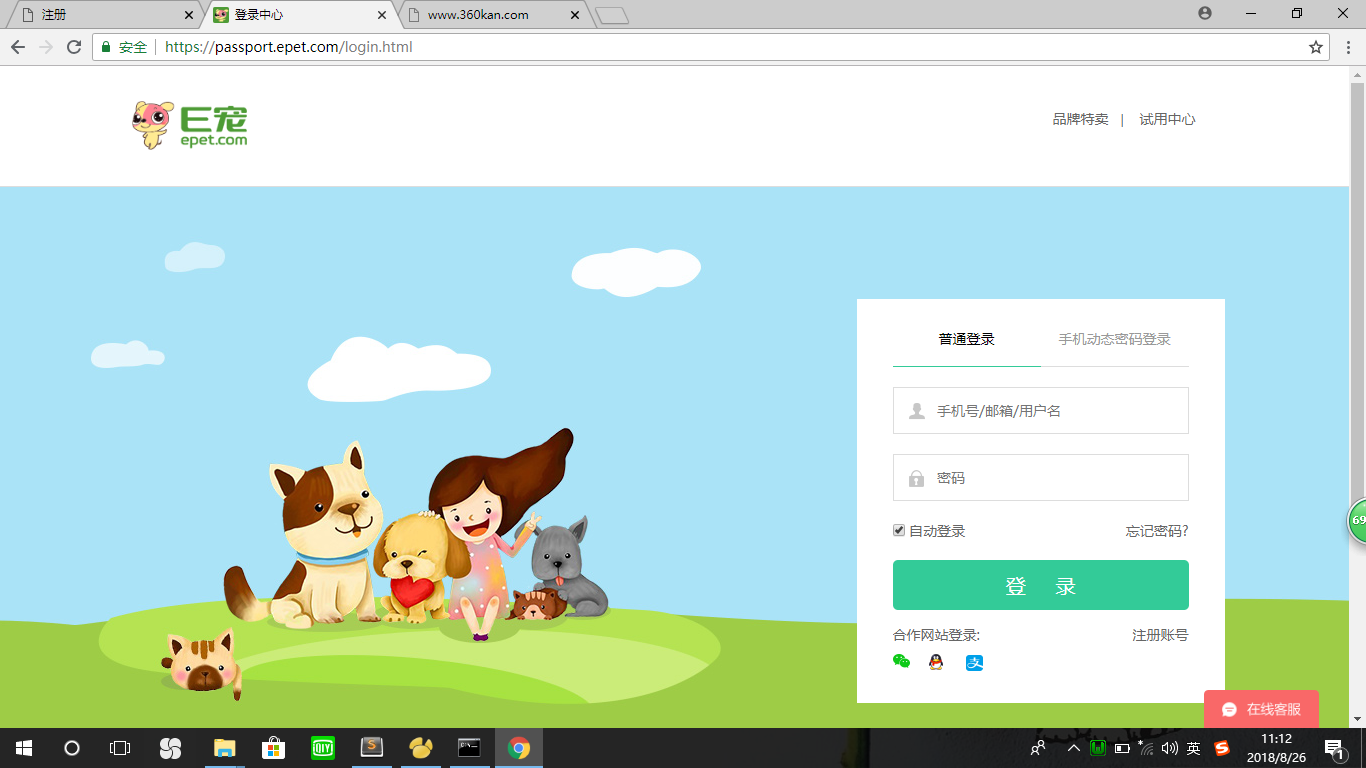 注册
登录中心
www.360kan.com
安全
https://passport.epet.com/login.html
E宠
epet.com
品牌特卖 | 试用中心
普通登录
手机动态密码登录
手机号/邮箱/用户名
密码
自动登录
忘记密码?
登 录
合作网站登录:
注册账号
69
在线客服
QIY
S
英
S
11:12
2018/8/26
1